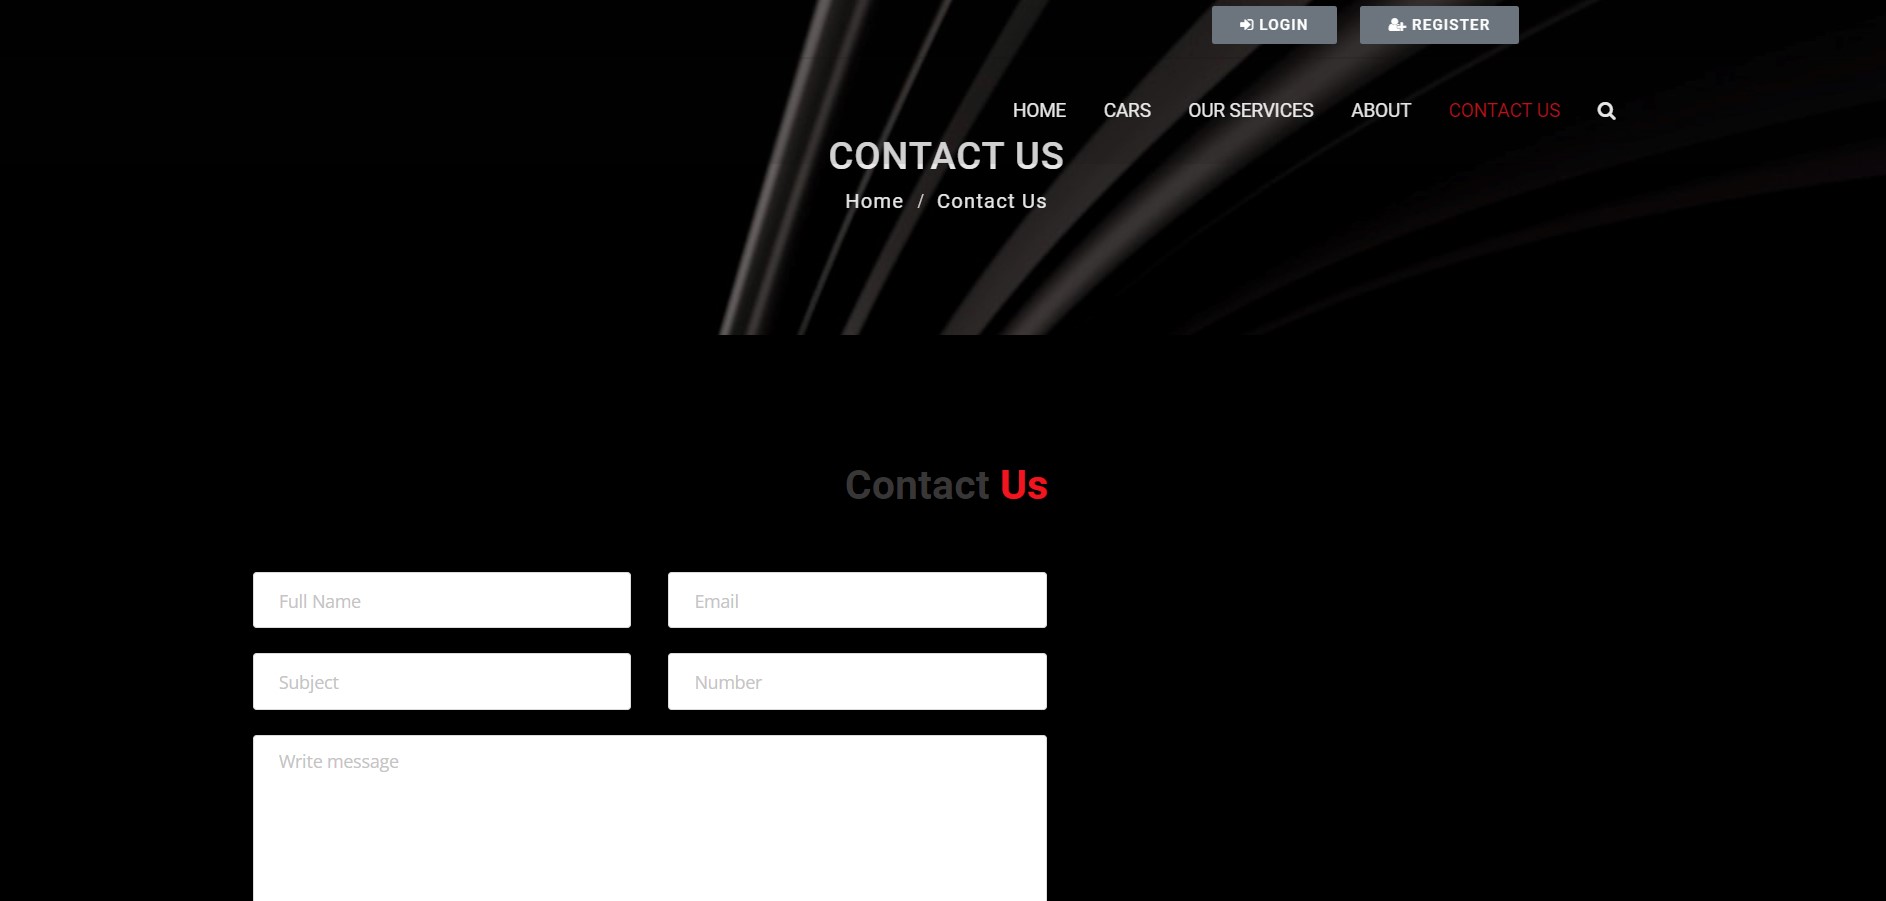 LOGIN REGISTER
HOME CARS OUR SERVICES ABOUT CONTACT US
CONTACT US
Home / Contact Us
Contact Us
Full Name Email
Subject Number
Write message